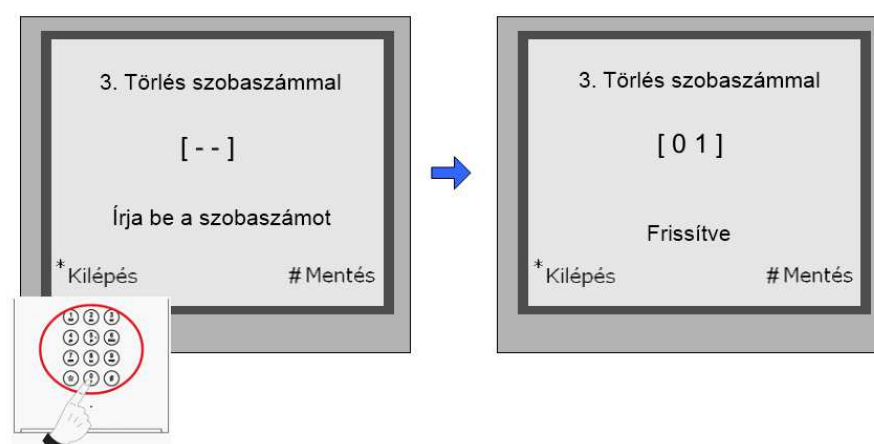 3. Törlés szobaszámmal
[ - - ]
Írja be a szobaszámot
* Kilépés
# Mentés
3. Törlés szobaszámmal
[ 0 1 ]
Frissítve
* Kilépés
# Mentés